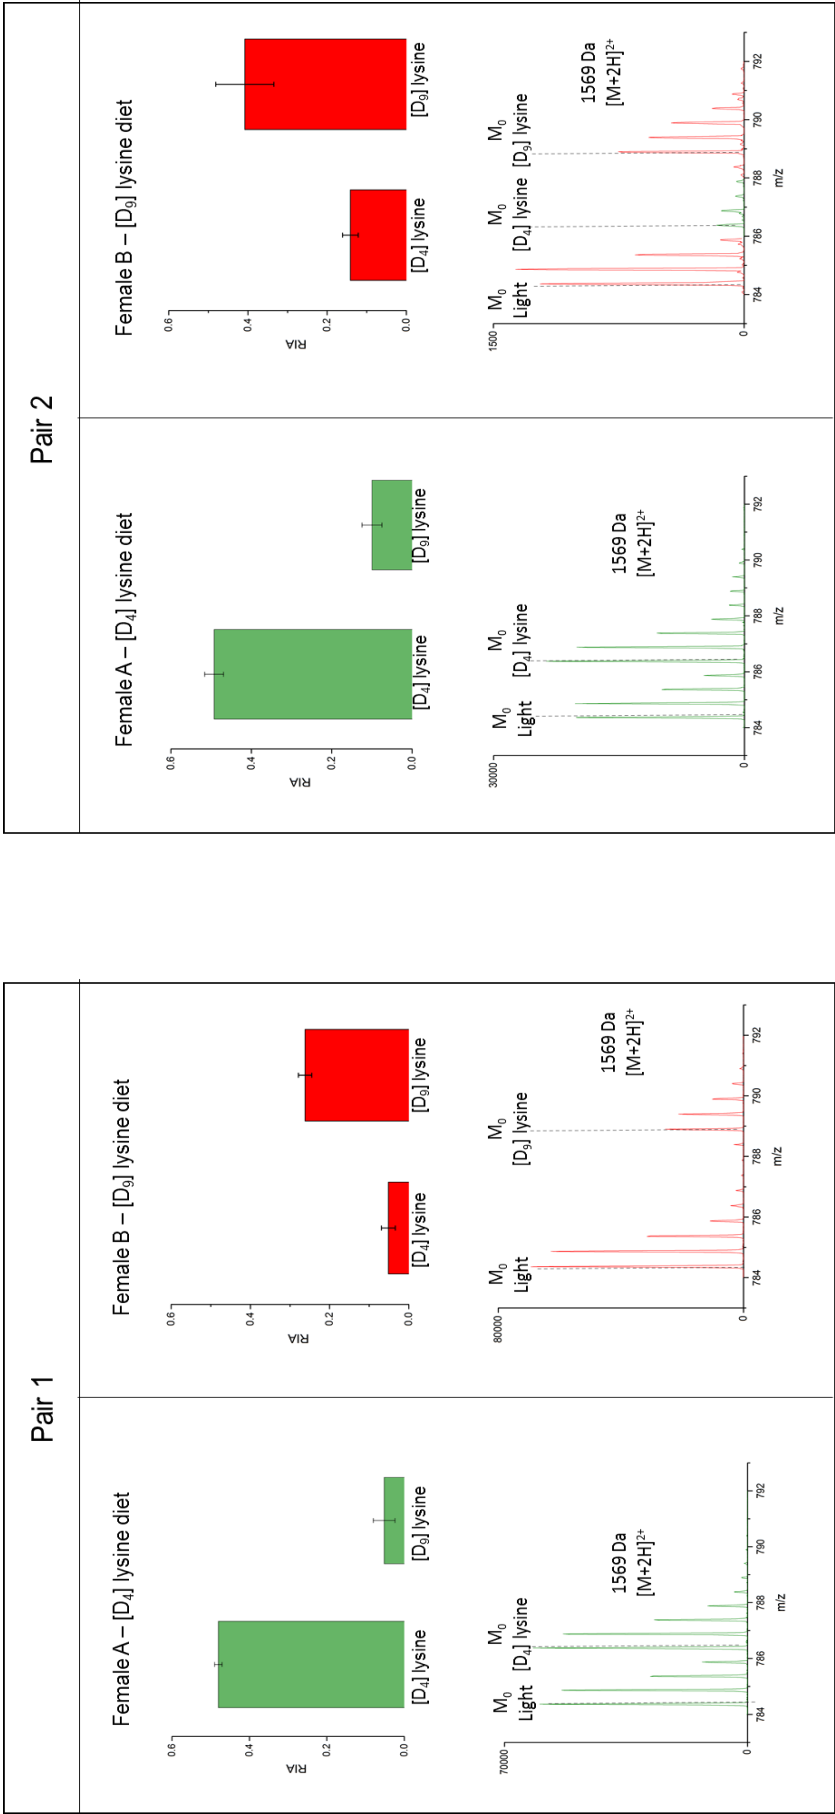 Pair 1
Female A – [D₄] lysine diet
0.6
0.4
0.2
0.0
RIA
[D₄] lysine
[D₉] lysine
70000
0
M₀
Light
M₀
[D₄] lysine
1569 Da
[M+2H]²⁺
784
786
788
790
792
m/z
Female B – [D₉] lysine diet
0.6
0.4
0.2
0.0
RIA
[D₄] lysine
[D₉] lysine
80000
0
M₀
Light
M₀
[D₉] lysine
1569 Da
[M+2H]²⁺
784
786
788
790
792
m/z
Pair 2
Female A – [D₄] lysine diet
0.6
0.4
0.2
0.0
RIA
[D₄] lysine
[D₉] lysine
30000
0
M₀
Light
M₀
[D₄] lysine
1569 Da
[M+2H]²⁺
784
786
788
790
792
m/z
Female B – [D₉] lysine diet
0.6
0.4
0.2
0.0
RIA
[D₄] lysine
[D₉] lysine
1500
0
M₀
Light
M₀
[D₄] lysine
M₀
[D₉] lysine
1569 Da
[M+2H]²⁺
784
786
788
790
792
m/z